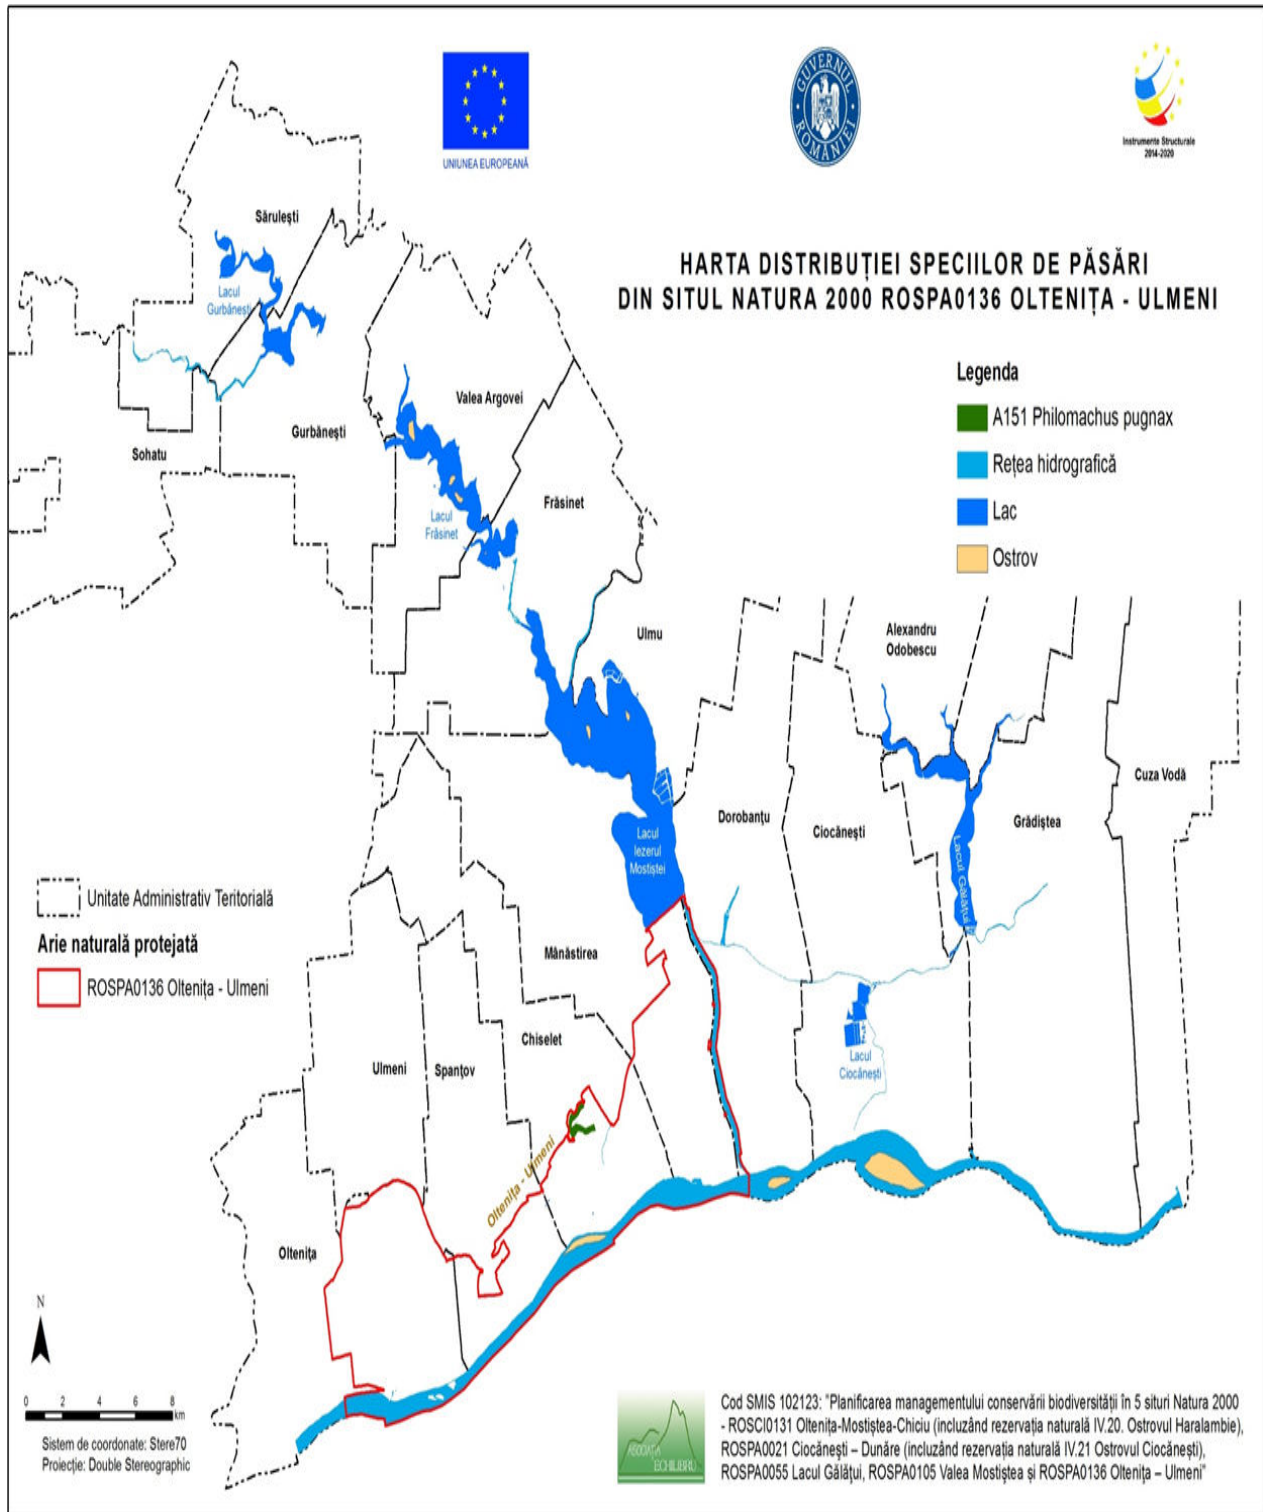 UNIUNEA EUROPEANĂ
GUVERNUL ROMÂNIEI
Instrumente Structurale
2014-2020
HARTA DISTRIBUȚIEI SPECIILOR DE PĂSĂRI
DIN SITUL NATURA 2000 ROSPA0136 OLTENIȚA - ULMENI
Legenda
A151 Philomachus pugnax
Rețea hidrografică
Lac
Ostrov
Sărulești
Lacul
Gurbănești
Valea Argovei
Gurbănești
Sohatu
Frăsinet
Lacul
Frăsinet
Ulmu
Alexandru
Odobescu
Cuza Vodă
Dorobanțu
Ciocănești
Grădiștea
Lacul
Iezerul
Mostiștei
Lacul Gălățui
Unitate Administrativ Teritorială
Arie naturală protejată
ROSPA0136 Oltenița - Ulmeni
Mânăstirea
Chiselet
Ulmeni
Spanțov
Lacul
Ciocănești
Oltenița - Ulmeni
Oltenița
N
0 2 4 6 8
km
Sistem de coordonate: Stere70
Proiecție: Double Stereographic
ASOCIAȚIA
ECHILIBRU
Cod SMIS 102123: "Planificarea managementului conservării biodiversității în 5 situri Natura 2000
- ROSCI0131 Oltenița-Mostiștea-Chiciu (incluzând rezervația naturală IV.20. Ostrovul Haralambie),
ROSPA0021 Ciocănești – Dunăre (incluzând rezervația naturală IV.21 Ostrovul Ciocănești),
ROSPA0055 Lacul Gălățui, ROSPA0105 Valea Mostiștea și ROSPA0136 Oltenița – Ulmeni"